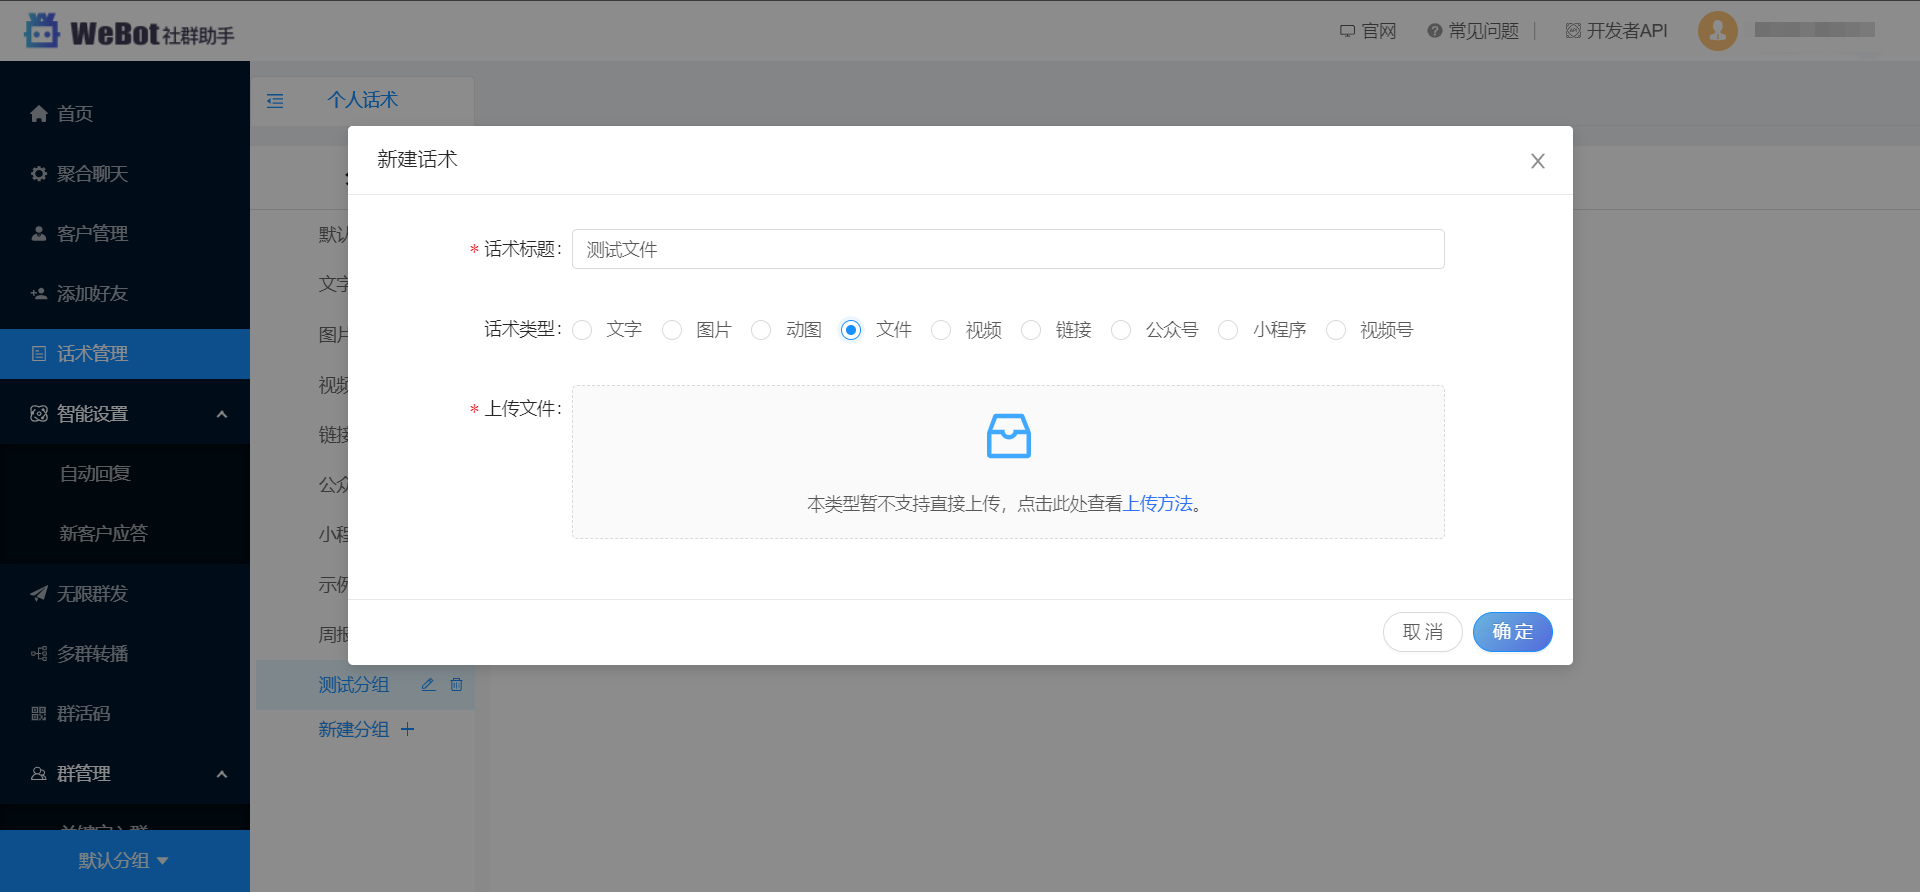 WeBot社群助手
官网
常见问题
开发者API
首页
聚合聊天
客户管理
添加好友
话术管理
智能设置
自动回复
新客户应答
无限群发
多群转播
群活码
群管理
默认分组
个人话术
默认
文字
图片
视频
链接
公众
小程
示例
周报
测试分组
新建分组
新建话术
* 话术标题:
测试文件
话术类型:
文字
图片
动图
文件
视频
链接
公众号
小程序
视频号
* 上传文件:
本类型暂不支持直接上传，点击此处查看上传方法。
取 消
确 定